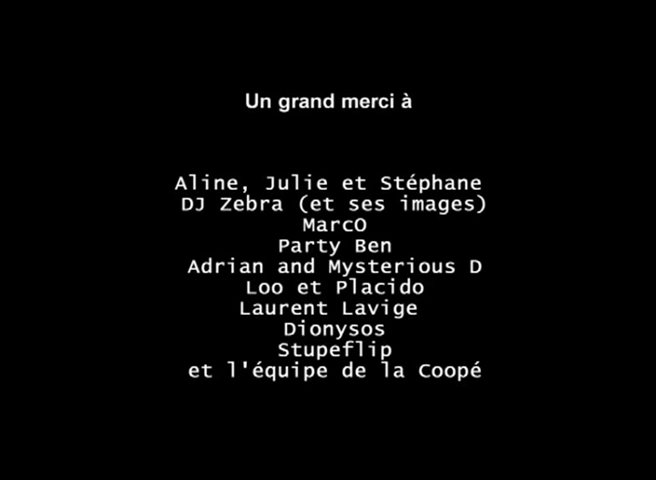 Un grand merci à
Aline, Julie et Stéphane
DJ Zebra (et ses images)
MarcO
Party Ben
Adrian and Mysterious D
Loo et Placido
Laurent Lavige
Dionysos
Stupeflip
et l'équipe de la Coopé